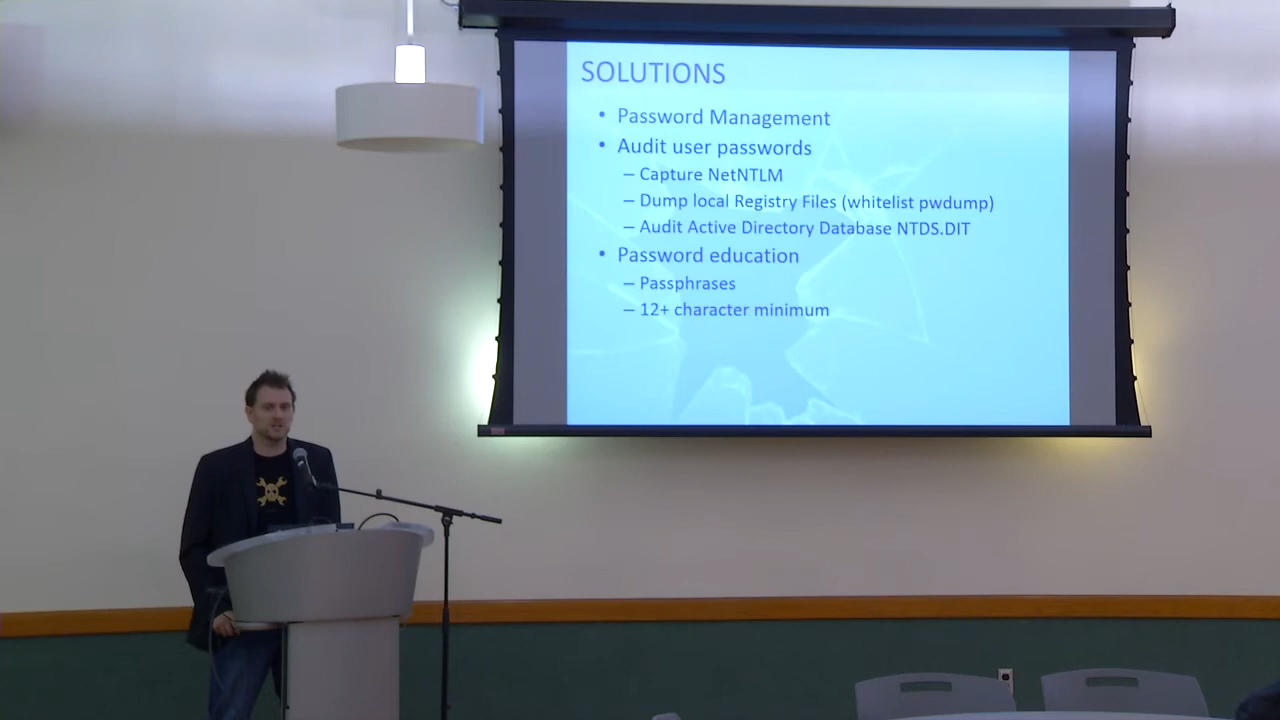 SOLUTIONS
• Password Management
• Audit user passwords
– Capture NetNTLM
– Dump local Registry Files (whitelist pwdump)
– Audit Active Directory Database NTDS.DIT
• Password education
– Passphrases
– 12+ character minimum